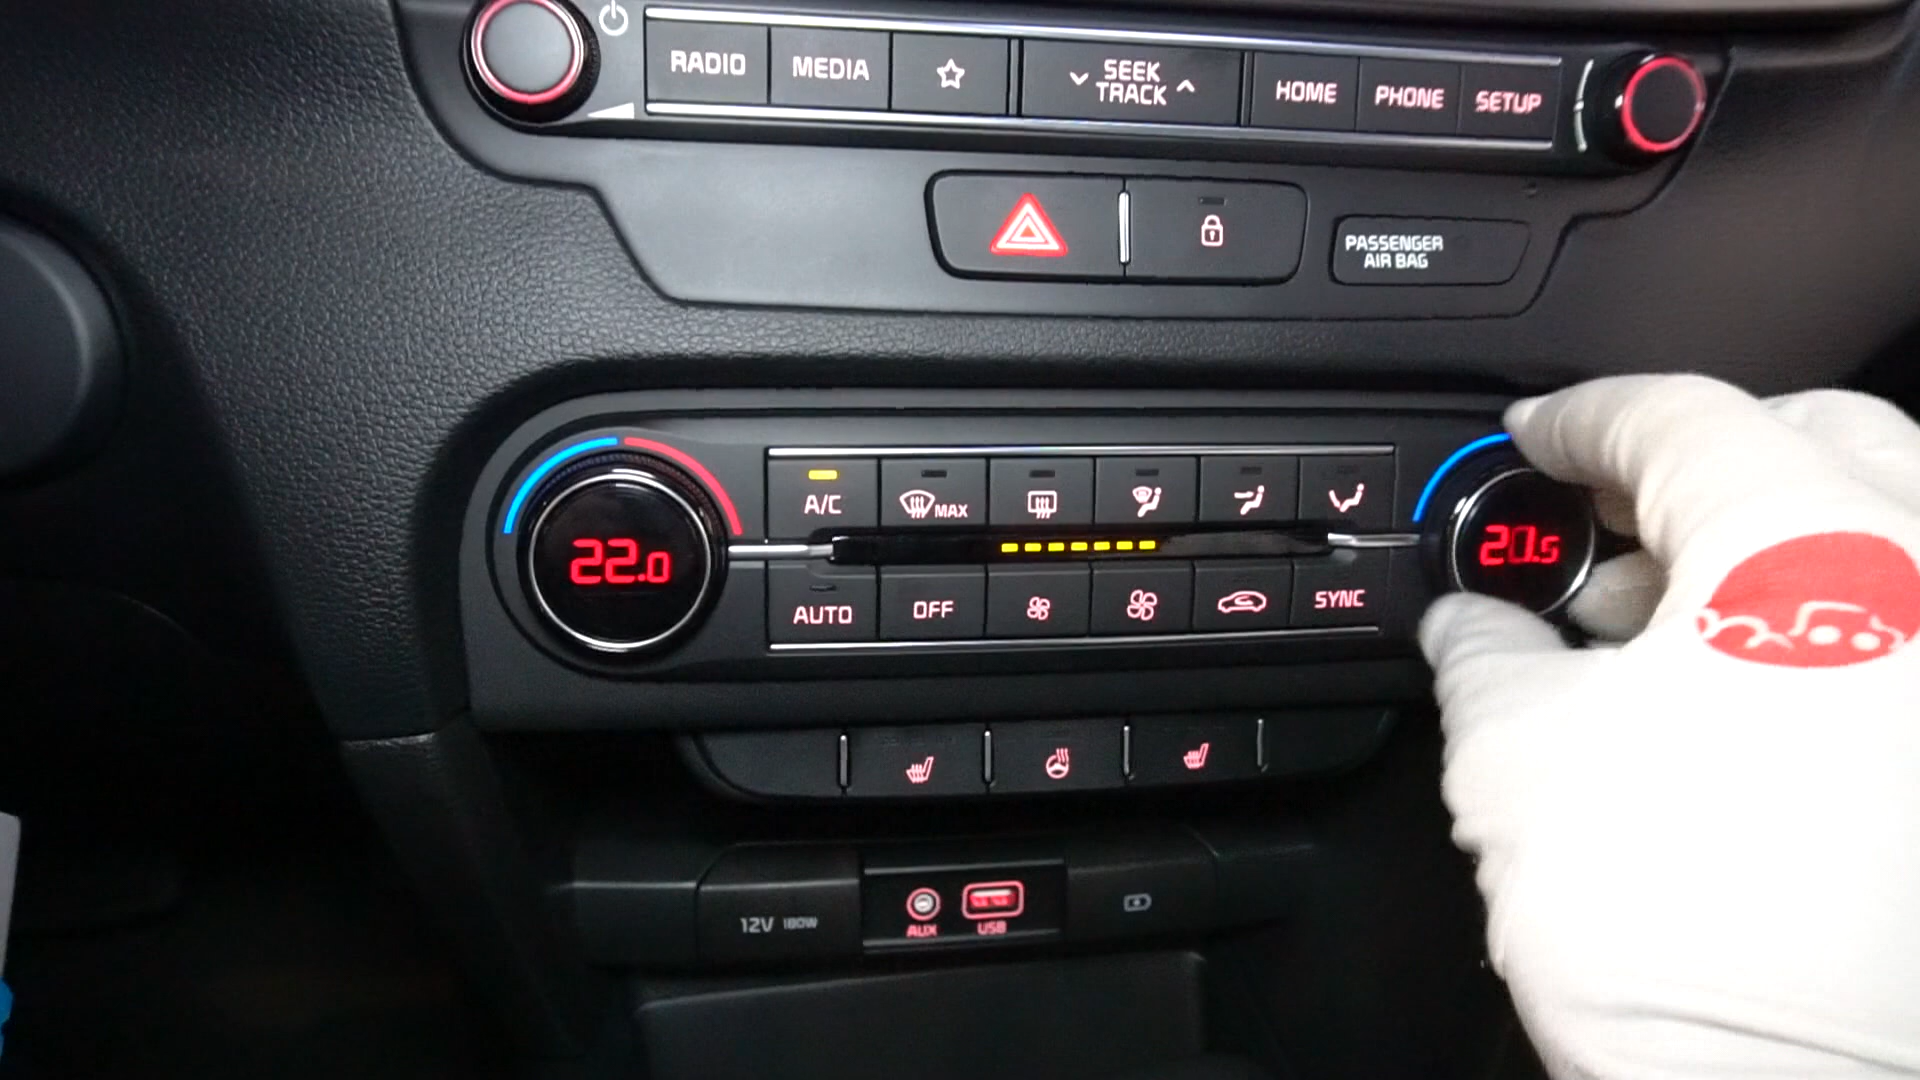 RADIO
MEDIA
SEEK
TRACK
HOME
PHONE
SETUP
PASSENGER
AIR BAG
A/C
MAX
22.0
20.5
AUTO
OFF
SYNC
12V 180W
AUX
USB